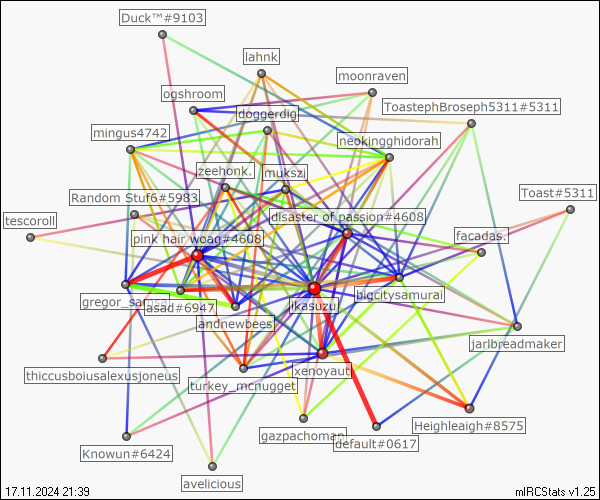 Duck™#9103
lahnk
moonraven
ogshroom
ToastephBroseph5311#5311
doggerdig
mingus4742
neokingghidorah
zeehonk.
mukszi
Random Stuf6#5983
Toast#5311
tescoroll
disaster of passion#4608
pink hair woag#4608
facadas.
gregor_samsa
asad#6947
ikasuzu
bigcitysamurai
andnewbees
jarlbreadmaker
thiccusboiusalexusjoneus
xenoyaut
turkey_mcnugget
Heighleaigh#8575
gazpachoman
default#0617
Knowun#6424
avelicious
17.11.2024 21:39
mIRCStats v1.25